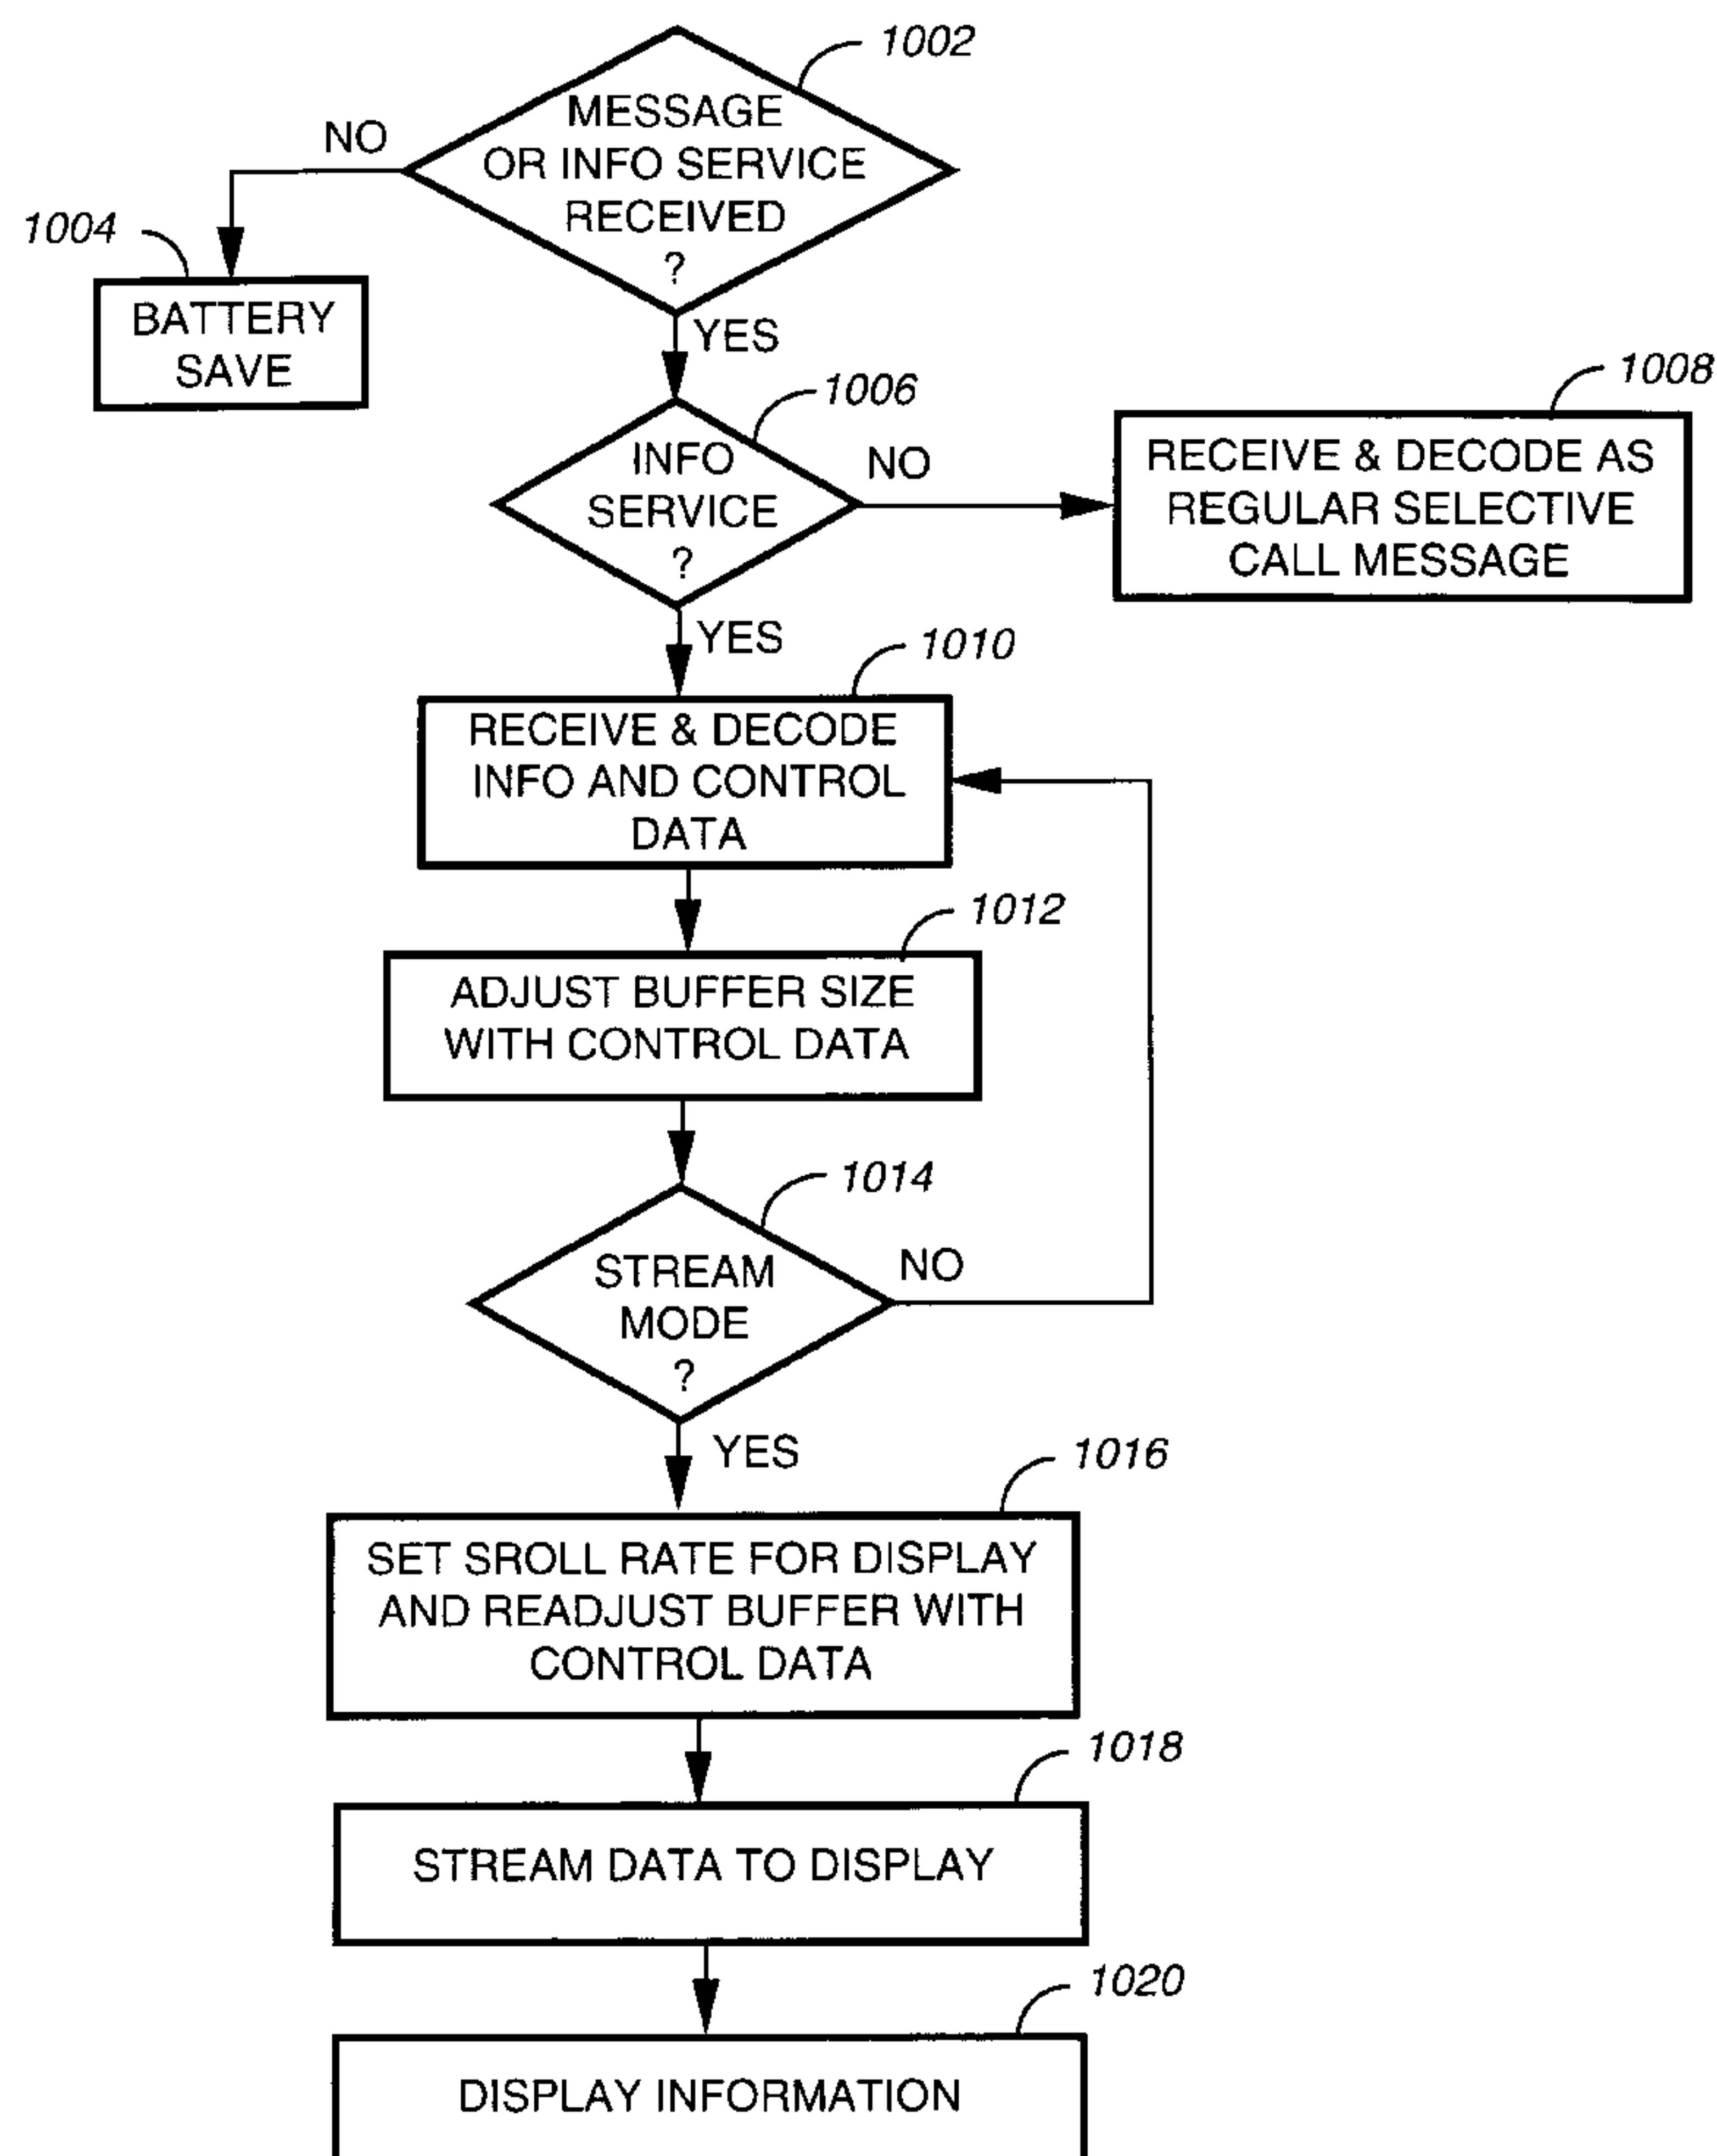 1002
MESSAGE
OR INFO SERVICE
RECEIVED
?
NO
1004
BATTERY
SAVE
YES
1006
INFO
SERVICE
?
NO
1008
RECEIVE & DECODE AS
REGULAR SELECTIVE
CALL MESSAGE
YES
1010
RECEIVE & DECODE
INFO AND CONTROL
DATA
1012
ADJUST BUFFER SIZE
WITH CONTROL DATA
1014
STREAM
MODE
?
NO
YES
1016
SET SROLL RATE FOR DISPLAY
AND READJUST BUFFER WITH
CONTROL DATA
1018
STREAM DATA TO DISPLAY
1020
DISPLAY INFORMATION